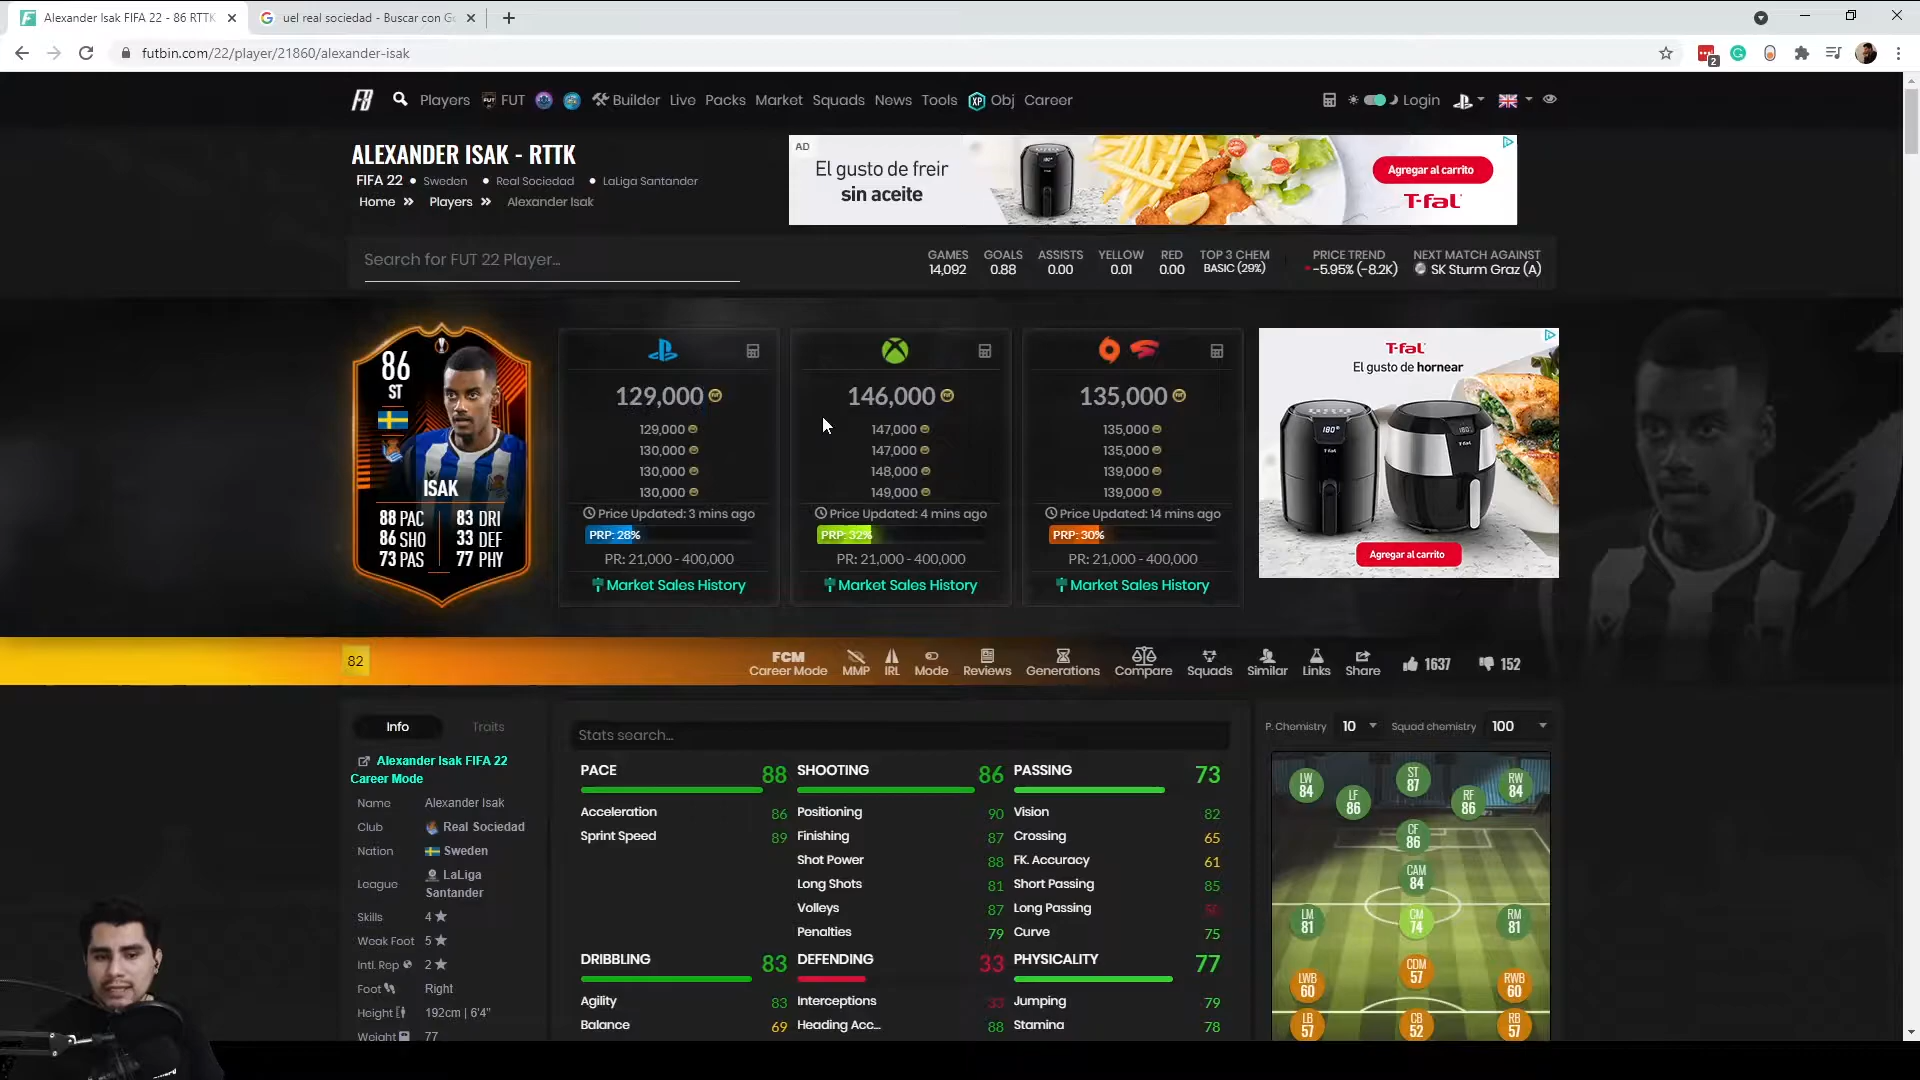 Alexander Isak FIFA 22 - 86 RTTK
uel real sociedad - Buscar con Go
futbin.com/22/player/21860/alexander-isak
2
Players FUT Builder Live Packs Market Squads News Tools XP Obj Career
Login
ALEXANDER ISAK - RTTK
FIFA 22 • Sweden • Real Sociedad • LaLiga Santander
Home » Players » Alexander Isak
AD
El gusto de freir
sin aceite
Agregar al carrito
T-fal
Search for FUT 22 Player...
GAMES GOALS ASSISTS YELLOW RED TOP 3 CHEM PRICE TREND NEXT MATCH AGAINST
14,092 0.88 0.00 0.01 0.00 BASIC (29%) -5.95% (-8.2K) SK Sturm Graz (A)
86
ST
ISAK
88 PAC 83 DRI
86 SHO 33 DEF
73 PAS 77 PHY
129,000
129,000
130,000
130,000
130,000
Price Updated: 3 mins ago
PRP: 28%
PR: 21,000 - 400,000
Market Sales History
146,000
147,000
147,000
148,000
149,000
Price Updated: 4 mins ago
PRP: 32%
PR: 21,000 - 400,000
Market Sales History
135,000
135,000
135,000
139,000
139,000
Price Updated: 14 mins ago
PRP: 30%
PR: 21,000 - 400,000
Market Sales History
T-fal
El gusto de hornear
180°
180°
Agregar al carrito
82
FCM
Career Mode MMP IRL Mode Reviews Generations Compare Squads Similar Links Share 1637 152
Info Traits
Alexander Isak FIFA 22
Career Mode
Name Alexander Isak
Club Real Sociedad
Nation Sweden
League LaLiga
Santander
Skills 4
Weak Foot 5
Intl. Rep 2
Foot Right
Height 192cm | 6'4"
Weight 77
Stats search...
PACE 88
Acceleration 86
Sprint Speed 89
SHOOTING 86
Positioning 90
Finishing 87
Shot Power 88
Long Shots 81
Volleys 87
Penalties 79
PASSING 73
Vision 82
Crossing 65
FK. Accuracy 61
Short Passing 85
Long Passing
Curve 75
DRIBBLING 83
Agility 83
Balance 69
DEFENDING 33
Interceptions 33
Heading Acc... 88
PHYSICALITY 77
Jumping 79
Stamina 78
P. Chemistry 10 Squad chemistry 100
LW
84
ST
87
RW
84
LF
86
RF
86
CF
86
CAM
84
LM
81
CM
74
RM
81
CDM
57
LWB
60
RWB
60
LB
57
CB
52
RB
57